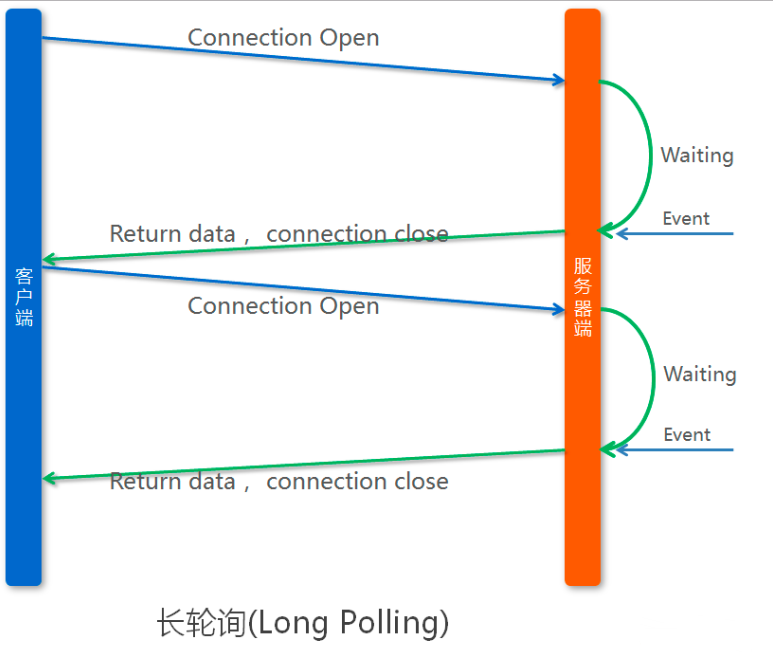 Connection Open
Waiting
Event
Return data ， connection close
客户端
服务器端
Connection Open
Waiting
Event
Return data ， connection close
长轮询(Long Polling)